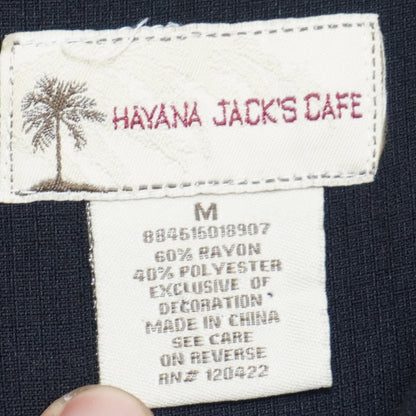 HAVANA JACK'S CAFE
M
884515018907
60% RAYON
40% POLYESTER
EXCLUSIVE OF
DECORATION
MADE IN CHINA
SEE CARE
ON REVERSE
RN# 120422